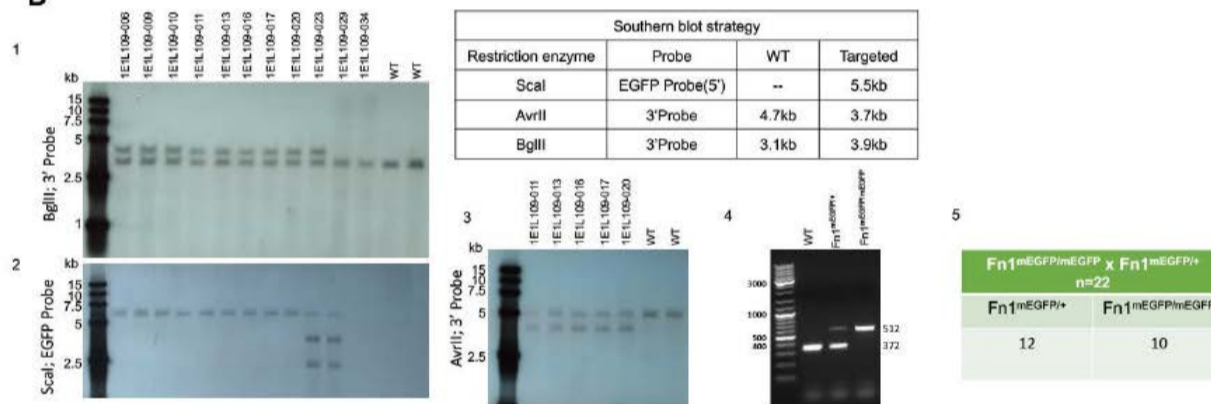 B
1
1E1L109-006
1E1L109-009
1E1L109-010
1E1L109-011
1E1L109-013
1E1L109-016
1E1L109-017
1E1L109-020
1E1L109-023
1E1L109-029
1E1L109-034
WT
WT
kb
15
10
7.5
5
2.5
1
BglII; 3' Probe
Southern blot strategy
Restriction enzyme Probe WT Targeted
ScaI EGFP Probe(5') -- 5.5kb
AvrII 3'Probe 4.7kb 3.7kb
BglII 3'Probe 3.1kb 3.9kb
2
kb
15
10
7.5
5
2.5
ScaI; EGFP Probe
3
1E1L109-011
1E1L109-013
1E1L109-016
1E1L109-017
1E1L109-020
WT
WT
kb
15
10
7.5
5
2.5
AvrII; 3' Probe
4
WT
Fn1mEGFP/+
Fn1mEGFP/mEGFP
3000
1000
500
400
512
372
5
Fn1mEGFP/mEGFP x Fn1mEGFP/+
n=22
Fn1mEGFP/+ Fn1mEGFP/mEGFP
12 10